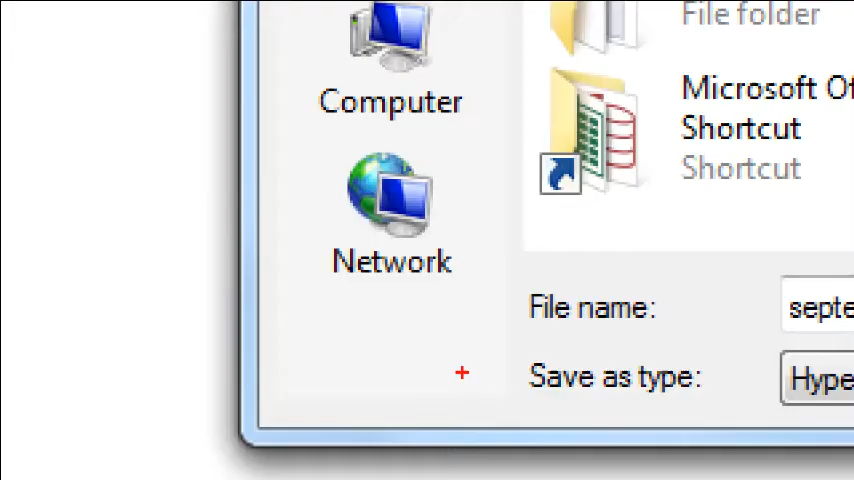 Computer
Network
File folder
Microsoft Of
Shortcut
Shortcut
File name:
septe
Save as type:
Hype